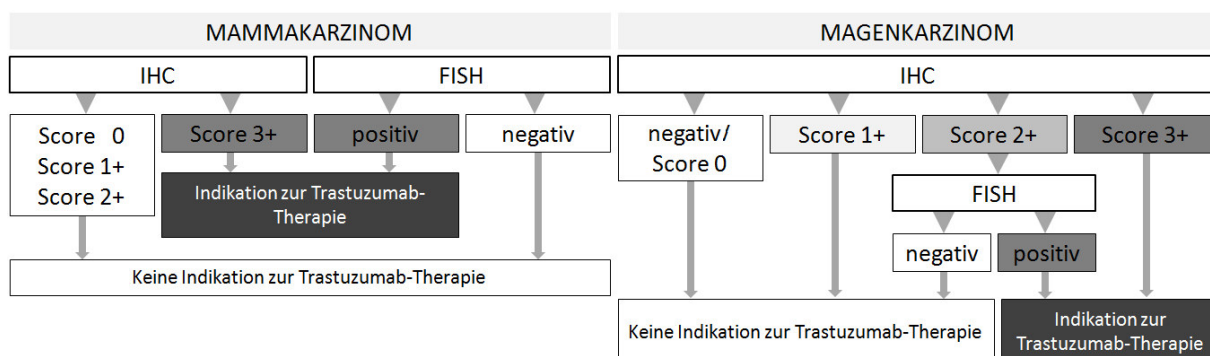 MAMMAKARZINOM
IHC
FISH
Score 0
Score 1+
Score 2+
Score 3+
positiv
negativ
Indikation zur Trastuzumab-
Therapie
Keine Indikation zur Trastuzumab-Therapie
MAGENKARZINOM
IHC
negativ/
Score 0
Score 1+
Score 2+
Score 3+
FISH
negativ
positiv
Keine Indikation zur Trastuzumab-Therapie
Indikation zur
Trastuzumab-Therapie